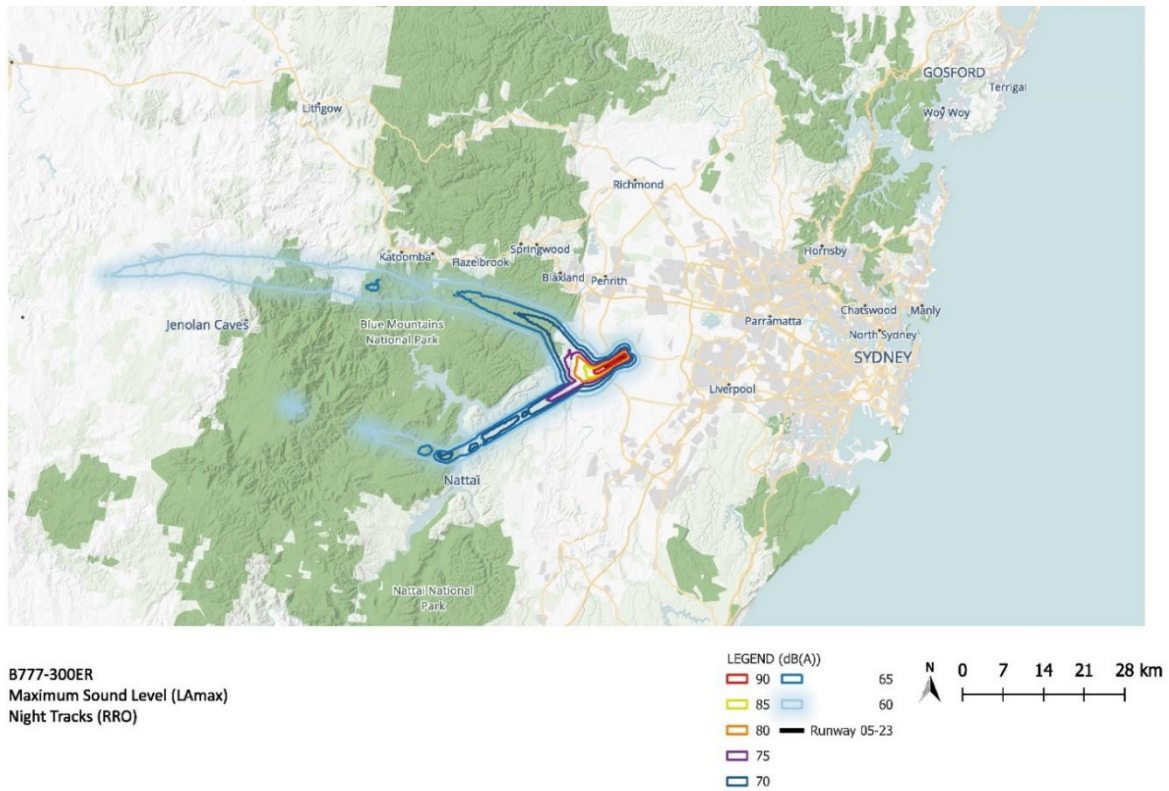 GOSFORD
Terrigal
Woy Woy
Lithgow
Richmond
Springwood
Katoomba
Hazelbrook
Hornsby
Blaxland
Penrith
Chatswood
Manly
Jenolan Caves
Blue Mountains
National Park
Parramatta
North Sydney
SYDNEY
Liverpool
Nattai
Nattai National
Park
B777-300ER
Maximum Sound Level (LAmax)
Night Tracks (RRO)
LEGEND (dB(A))
90 65
85 60
80 Runway 05-23
75
70
N 0 7 14 21 28 km